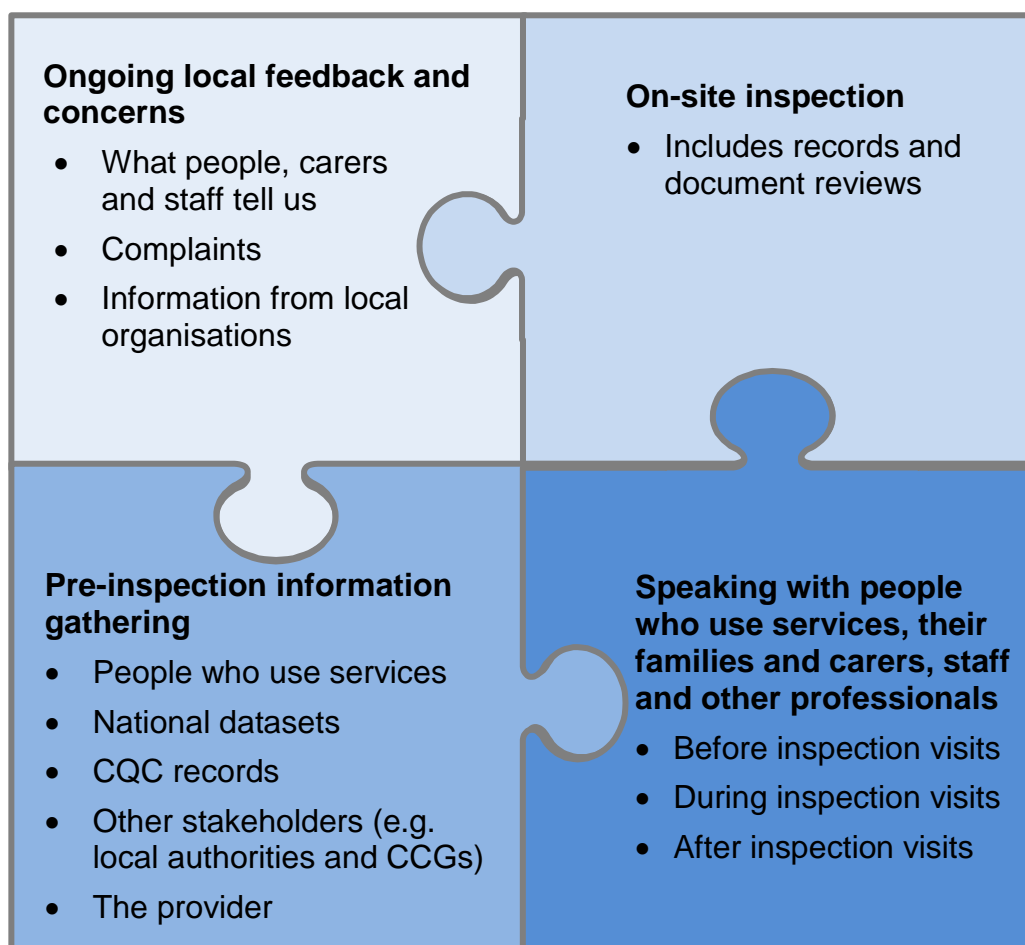 Ongoing local feedback and
concerns
• What people, carers
and staff tell us
• Complaints
• Information from local
organisations
On-site inspection
• Includes records and
document reviews
Pre-inspection information
gathering
• People who use services
• National datasets
• CQC records
• Other stakeholders (e.g.
local authorities and CCGs)
• The provider
Speaking with people
who use services, their
families and carers, staff
and other professionals
• Before inspection visits
• During inspection visits
• After inspection visits